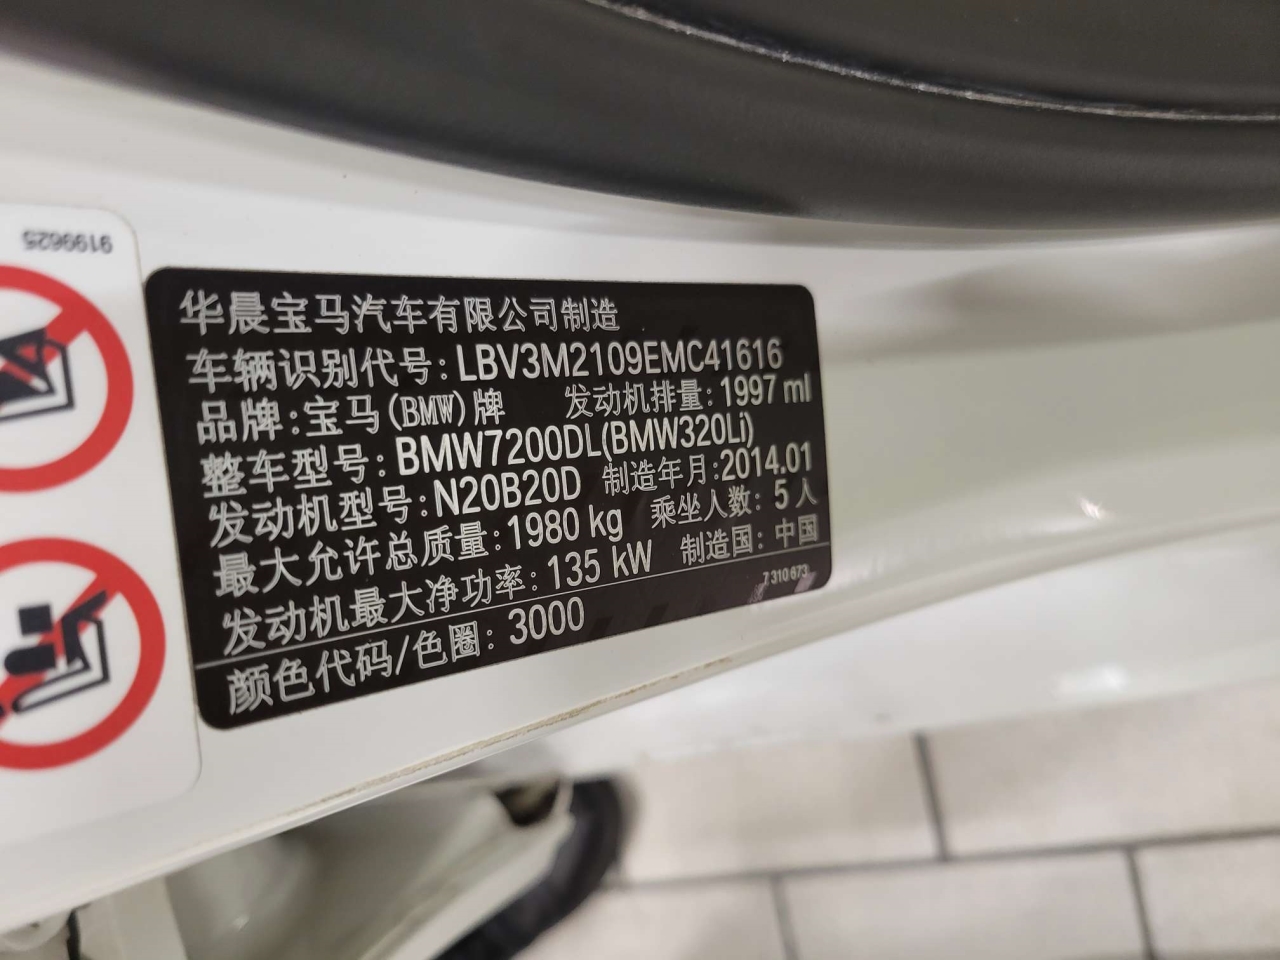 9199625
华晨宝马汽车有限公司制造
车辆识别代号: LBV3M2109EMC41616
品牌:宝马(BMW)牌 发动机排量: 1997 ml
整车型号: BMW7200DL(BMW320Li)
发动机型号: N20B20D 制造年月:2014.01
最大允许总质量: 1980 kg 乘坐人数: 5 人
发动机最大净功率: 135 kW 制造国: 中国
7 310 673
颜色代码/色圈: 3000